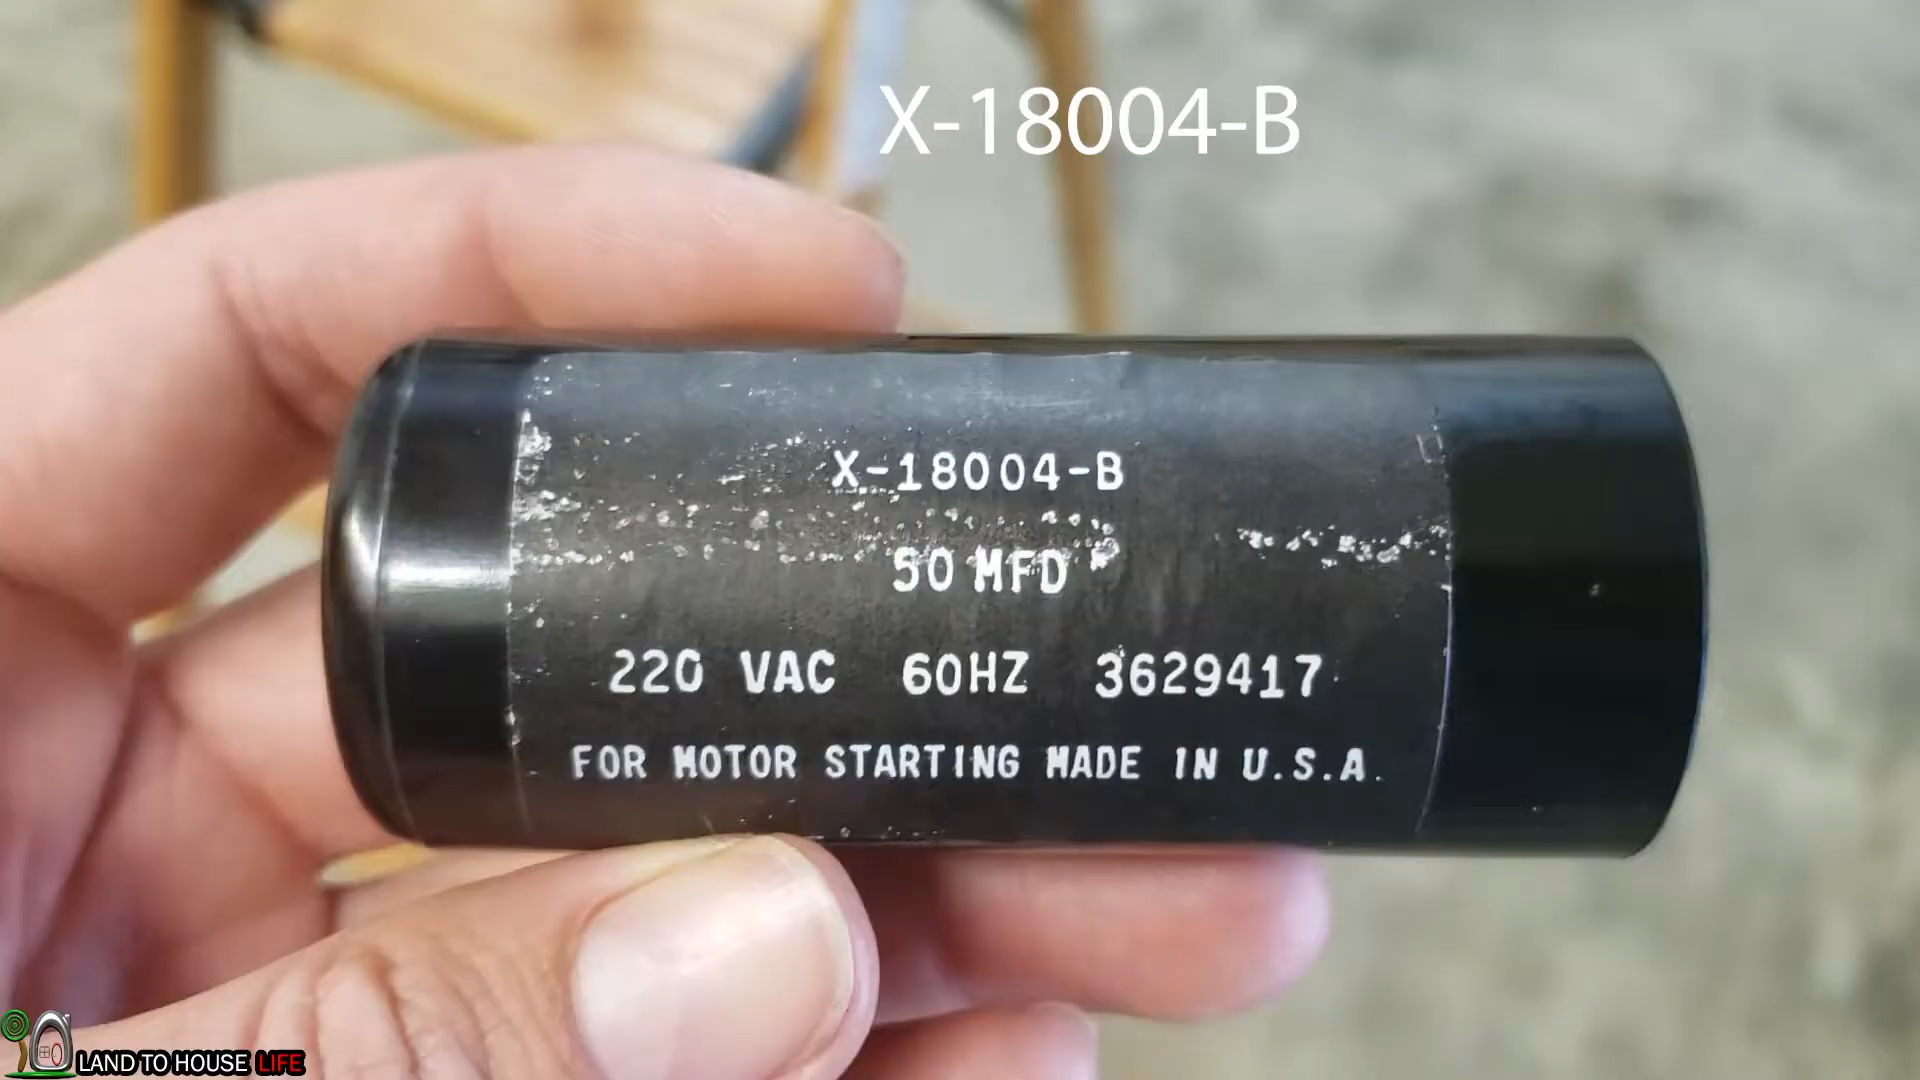 X-18004-B
X-18004-B
50 MFD
220 VAC 60HZ 3629417
FOR MOTOR STARTING MADE IN U.S.A.
LAND TO HOUSE LIFE